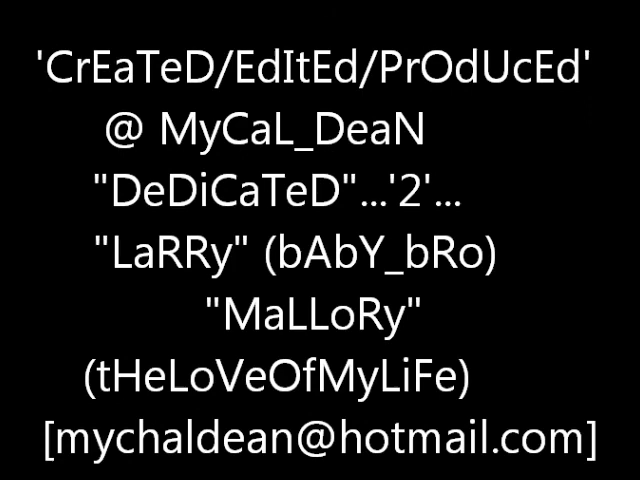 'CrEaTeD/EdItEd/PrOdUcEd'
@ MyCaL_DeaN
"DeDiCaTeD"...'2'...
"LaRRy" (bAbY_bRo)
"MaLLoRy"
(tHeLoVeOfMyLiFe)
[mychaldean@hotmail.com]